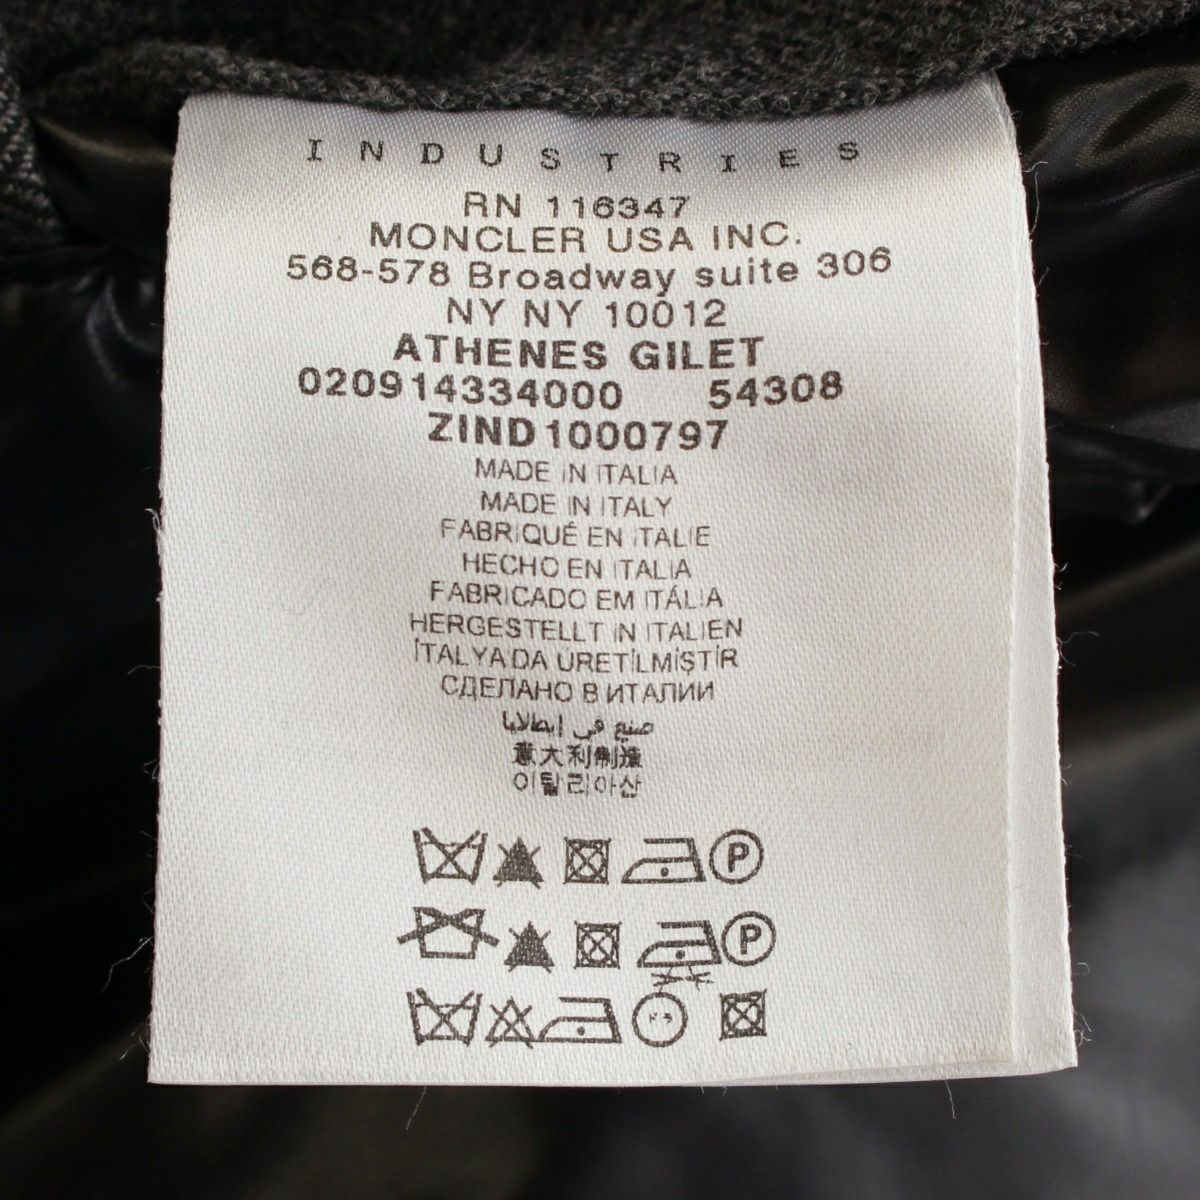 INDUSTRIES
RN 116347
MONCLER USA INC.
568-578 Broadway suite 306
NY NY 10012
ATHENES GILET
020914334000 54308
ZIND1000797
MADE IN ITALIA
MADE IN ITALY
FABRIQUÉ EN ITALIE
HECHO EN ITALIA
FABRICADO EM ITÁLIA
HERGESTELLT IN ITALIEN
İTALYA'DA ÜRETİLMİŞTİR
СДЕЛАНО В ИТАЛИИ
صنع في إيطاليا
意大利制造
이탈리아산
P
P